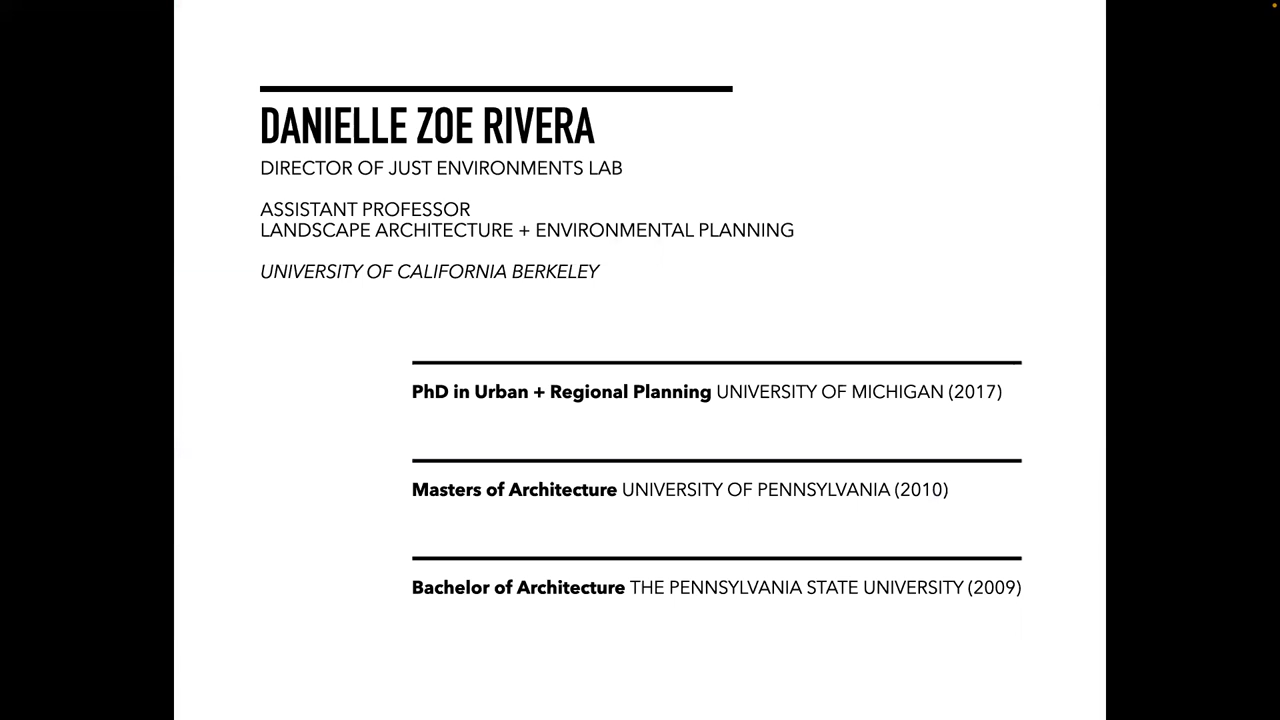 DANIELLE ZOE RIVERA
DIRECTOR OF JUST ENVIRONMENTS LAB
ASSISTANT PROFESSOR
LANDSCAPE ARCHITECTURE + ENVIRONMENTAL PLANNING
UNIVERSITY OF CALIFORNIA BERKELEY
PhD in Urban + Regional Planning UNIVERSITY OF MICHIGAN (2017)
Masters of Architecture UNIVERSITY OF PENNSYLVANIA (2010)
Bachelor of Architecture THE PENNSYLVANIA STATE UNIVERSITY (2009)